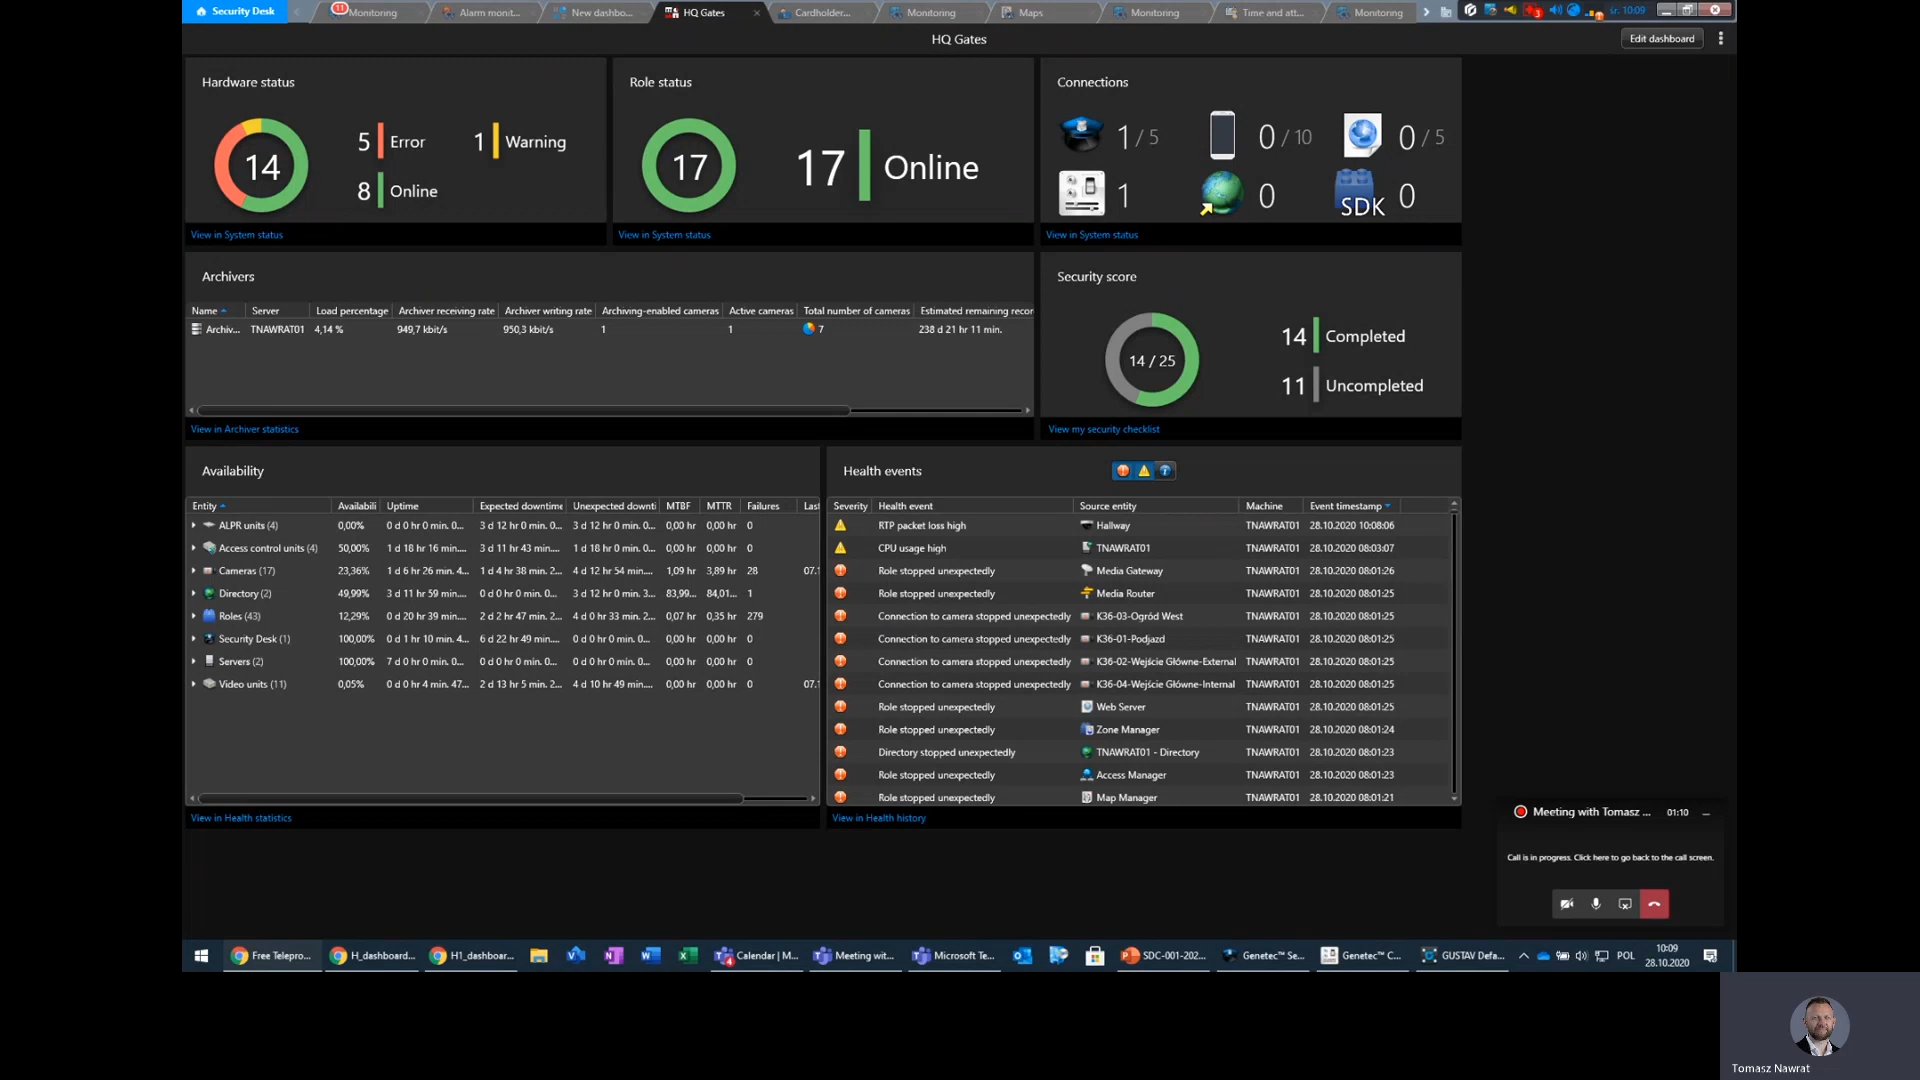 Security Desk
11 Monitoring
Alarm monit...
New dashbo...
HQ Gates
Cardholder...
Monitoring
Maps
Monitoring
Time and att...
Monitoring
śr. 10:09
HQ Gates
Edit dashboard
Hardware status
14
5 Error
1 Warning
8 Online
View in System status
Role status
17
17 Online
View in System status
Connections
1 / 5
0 / 10
0 / 5
1
0
SDK 0
View in System status
Archivers
Name Server Load percentage Archiver receiving rate Archiver writing rate Archiving-enabled cameras Active cameras Total number of cameras Estimated remaining recor
Archiv... TNAWRAT01 4,14 % 949,7 kbit/s 950,3 kbit/s 1 1 7 238 d 21 hr 11 min.
View in Archiver statistics
Security score
14 / 25
14 Completed
11 Uncompleted
View my security checklist
Availability
Entity Availabili Uptime Expected downtime Unexpected downti MTBF MTTR Failures Last
ALPR units (4) 0,00% 0 d 0 hr 0 min. 0... 3 d 12 hr 0 min. 0... 3 d 12 hr 0 min.... 0,00 hr 0,00 hr 0
Access control units (4) 50,00% 1 d 18 hr 16 min.... 3 d 11 hr 43 min.... 1 d 18 hr 0 min.... 0,00 hr 0,00 hr 0
Cameras (17) 23,36% 1 d 6 hr 26 min. 4... 1 d 4 hr 38 min. 2... 4 d 12 hr 54 min.... 1,09 hr 3,89 hr 28 07.1
Directory (2) 49,99% 3 d 11 hr 59 min.... 0 d 0 hr 0 min. 0... 3 d 12 hr 0 min. 3... 83,99... 84,01... 1
Roles (43) 12,29% 0 d 20 hr 39 min.... 2 d 2 hr 47 min. 2... 4 d 0 hr 33 min. 2... 0,07 hr 0,35 hr 279
Security Desk (1) 100,00% 0 d 1 hr 10 min. 4... 6 d 22 hr 49 min.... 0 d 0 hr 0 min. 0... 0,00 hr 0,00 hr 0
Servers (2) 100,00% 7 d 0 hr 0 min. 0... 0 d 0 hr 0 min. 0... 0 d 0 hr 0 min. 0... 0,00 hr 0,00 hr 0
Video units (11) 0,05% 0 d 0 hr 4 min. 47... 2 d 13 hr 5 min. 2... 4 d 10 hr 49 min.... 0,00 hr 0,00 hr 0 07.1
View in Health statistics
Health events
Severity Health event Source entity Machine Event timestamp
RTP packet loss high Hallway TNAWRAT01 28.10.2020 10:08:06
CPU usage high TNAWRAT01 TNAWRAT01 28.10.2020 08:03:07
Role stopped unexpectedly Media Gateway TNAWRAT01 28.10.2020 08:01:26
Role stopped unexpectedly Media Router TNAWRAT01 28.10.2020 08:01:25
Connection to camera stopped unexpectedly K36-03-Ogród West TNAWRAT01 28.10.2020 08:01:25
Connection to camera stopped unexpectedly K36-01-Podjazd TNAWRAT01 28.10.2020 08:01:25
Connection to camera stopped unexpectedly K36-02-Wejście Główne-External TNAWRAT01 28.10.2020 08:01:25
Connection to camera stopped unexpectedly K36-04-Wejście Główne-Internal TNAWRAT01 28.10.2020 08:01:25
Role stopped unexpectedly Web Server TNAWRAT01 28.10.2020 08:01:25
Role stopped unexpectedly Zone Manager TNAWRAT01 28.10.2020 08:01:24
Directory stopped unexpectedly TNAWRAT01 - Directory TNAWRAT01 28.10.2020 08:01:23
Role stopped unexpectedly Access Manager TNAWRAT01 28.10.2020 08:01:23
Role stopped unexpectedly Map Manager TNAWRAT01 28.10.2020 08:01:21
View in Health history
Meeting with Tomasz ... 01:10
Call is in progress. Click here to go back to the call screen.
Free Telepro...
H_dashboard...
H1_dashboar...
Calendar | M...
Meeting wit...
Microsoft Te...
SDC-001-202...
Genetec™ Se...
Genetec™ C...
GUSTAV Defa...
POL
10:09
28.10.2020
Tomasz Nawrat